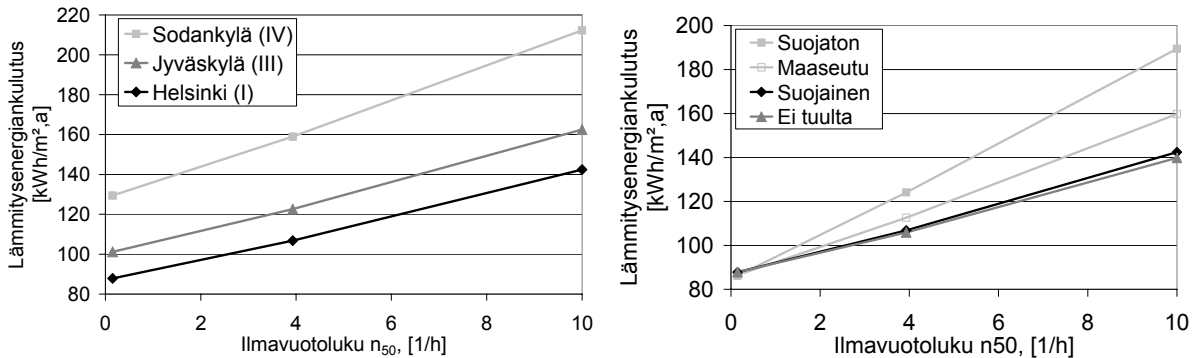 Lämmitysenergiankulutus
[kWh/m²,a]
220
200
180
160
140
120
100
80
Sodankylä (IV)
Jyväskylä (III)
Helsinki (I)
0 2 4 6 8 10
Ilmavuotoluku n₅₀, [1/h]
Lämmitysenergiankulutus
[kWh/m²,a]
200
180
160
140
120
100
80
Suojaton
Maaseutu
Suojainen
Ei tuulta
0 2 4 6 8 10
Ilmavuotoluku n50, [1/h]